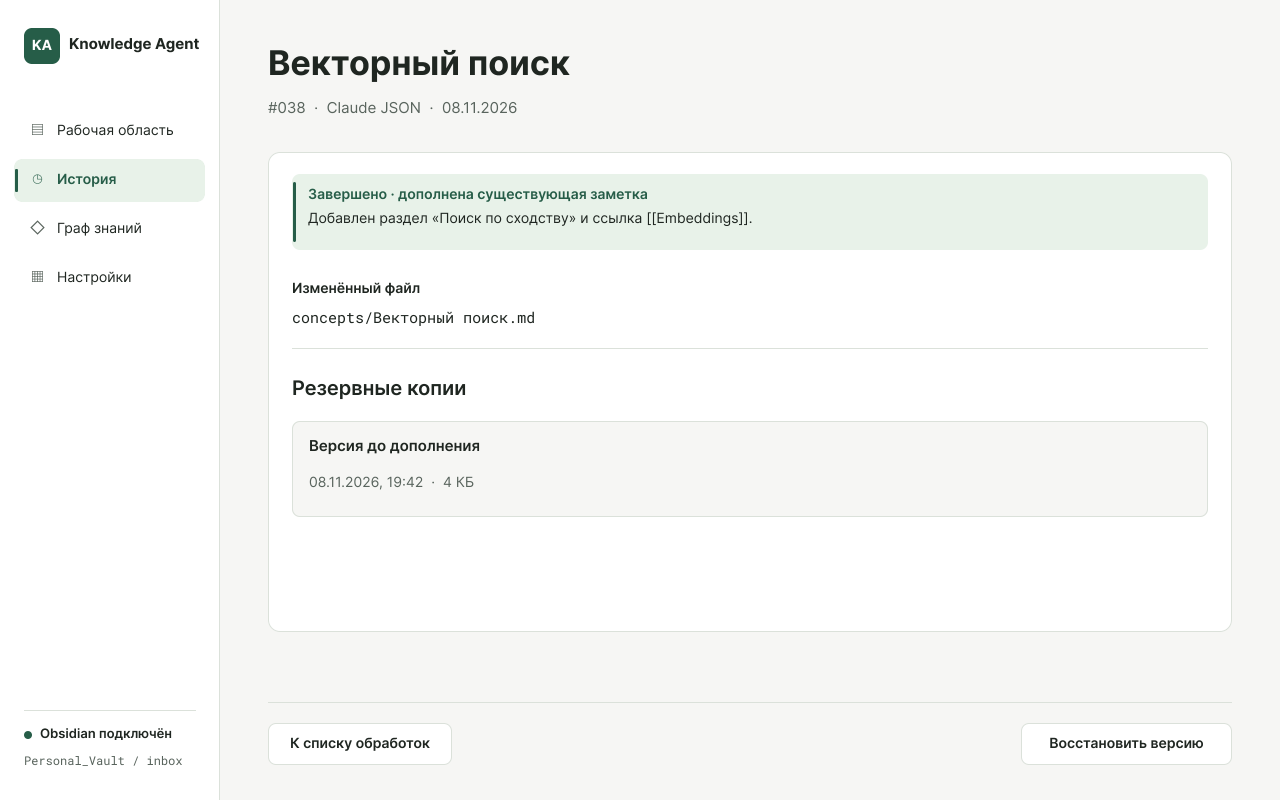 KA Knowledge Agent
Рабочая область
История
Граф знаний
Настройки
Obsidian подключён
Personal_Vault / inbox
Векторный поиск
#038 · Claude JSON · 08.11.2026
Завершено · дополнена существующая заметка
Добавлен раздел «Поиск по сходству» и ссылка [[Embeddings]].
Изменённый файл
concepts/Векторный поиск.md
Резервные копии
Версия до дополнения
08.11.2026, 19:42 · 4 КБ
К списку обработок
Восстановить версию